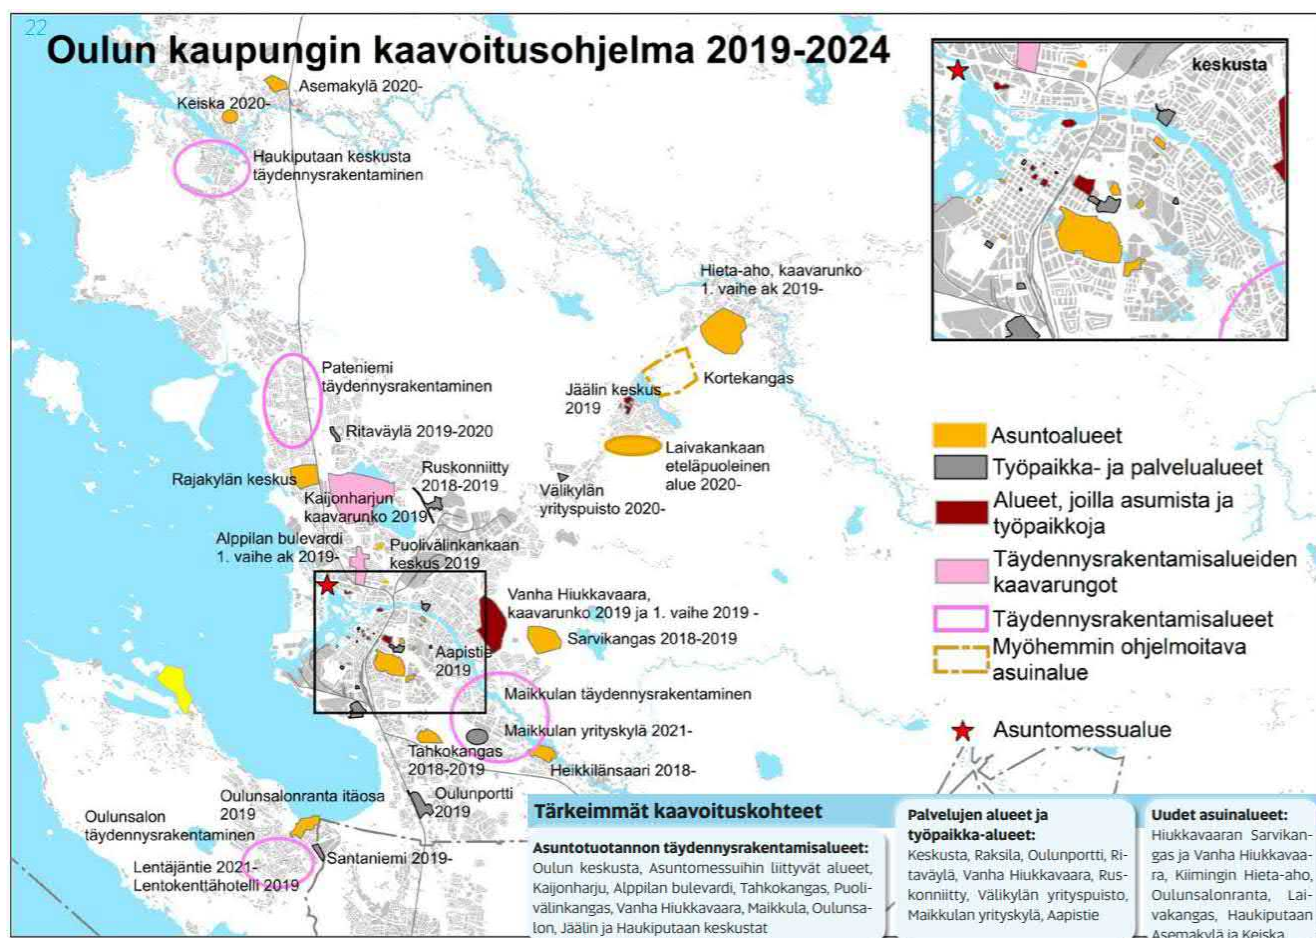 22
Oulun kaupungin kaavoitusohjelma 2019-2024
keskusta
Asemakylä 2020-
Keiska 2020-
Haukiputaan keskusta
täydennysrakentaminen
Hieta-aho, kaavarunko
1. vaihe ak 2019-
Pateniemi
täydennysrakentaminen
Kortekangas
Jäälin keskus
2019
Ritaväylä 2019-2020
Laivakankaan
eteläpuoleinen
alue 2020-
Rajakylän keskus
Kaijonharjun
kaavarunko 2019
Ruskonniitty
2018-2019
Välikylän
yrityspuisto 2020-
Alppilan bulevardi
1. vaihe ak 2019-
Puolivälinkankaan
keskus 2019
Vanha Hiukkavaara,
kaavarunko 2019 ja 1. vaihe 2019 -
Sarvikangas 2018-2019
Aapistie
2019
Maikkulan täydennysrakentaminen
Maikkulan yrityskylä 2021-
Tahkokangas
2018-2019
Heikkilänsaari 2018-
Oulunportti
2019
Oulunsalonranta itäosa
2019
Oulunsalon
täydennysrakentaminen
Santaniemi 2019-
Lentäjäntie 2021-
Lentokenttähotelli 2019
Asuntoalueet
Työpaikka- ja palvelualueet
Alueet, joilla asumista ja
työpaikkoja
Täydennysrakentamisalueiden
kaavarungot
Täydennysrakentamisalueet
Myöhemmin ohjelmoitava
asuinalue
Asuntomessualue
Tärkeimmät kaavoituskohteet
Asuntotuotannon täydennysrakentamisalueet:
Oulun keskusta, Asuntomessuihin liittyvät alueet,
Kaijonharju, Alppilan bulevardi, Tahkokangas, Puoli-
välinkangas, Vanha Hiukkavaara, Maikkula, Oulunsa-
lon, Jäälin ja Haukiputaan keskustat
Palvelujen alueet ja
työpaikka-alueet:
Keskusta, Raksila, Oulunportti, Ri-
taväylä, Vanha Hiukkavaara, Rus-
konniitty, Välikylän yrityspuisto,
Maikkulan yrityskylä, Aapistie
Uudet asuinalueet:
Hiukkavaaran Sarvikan-
gas ja Vanha Hiukkavaa-
ra, Kiimingin Hieta-aho,
Oulunsalonranta, Lai-
vakangas, Haukiputaan
Asemakylä ja Keiska